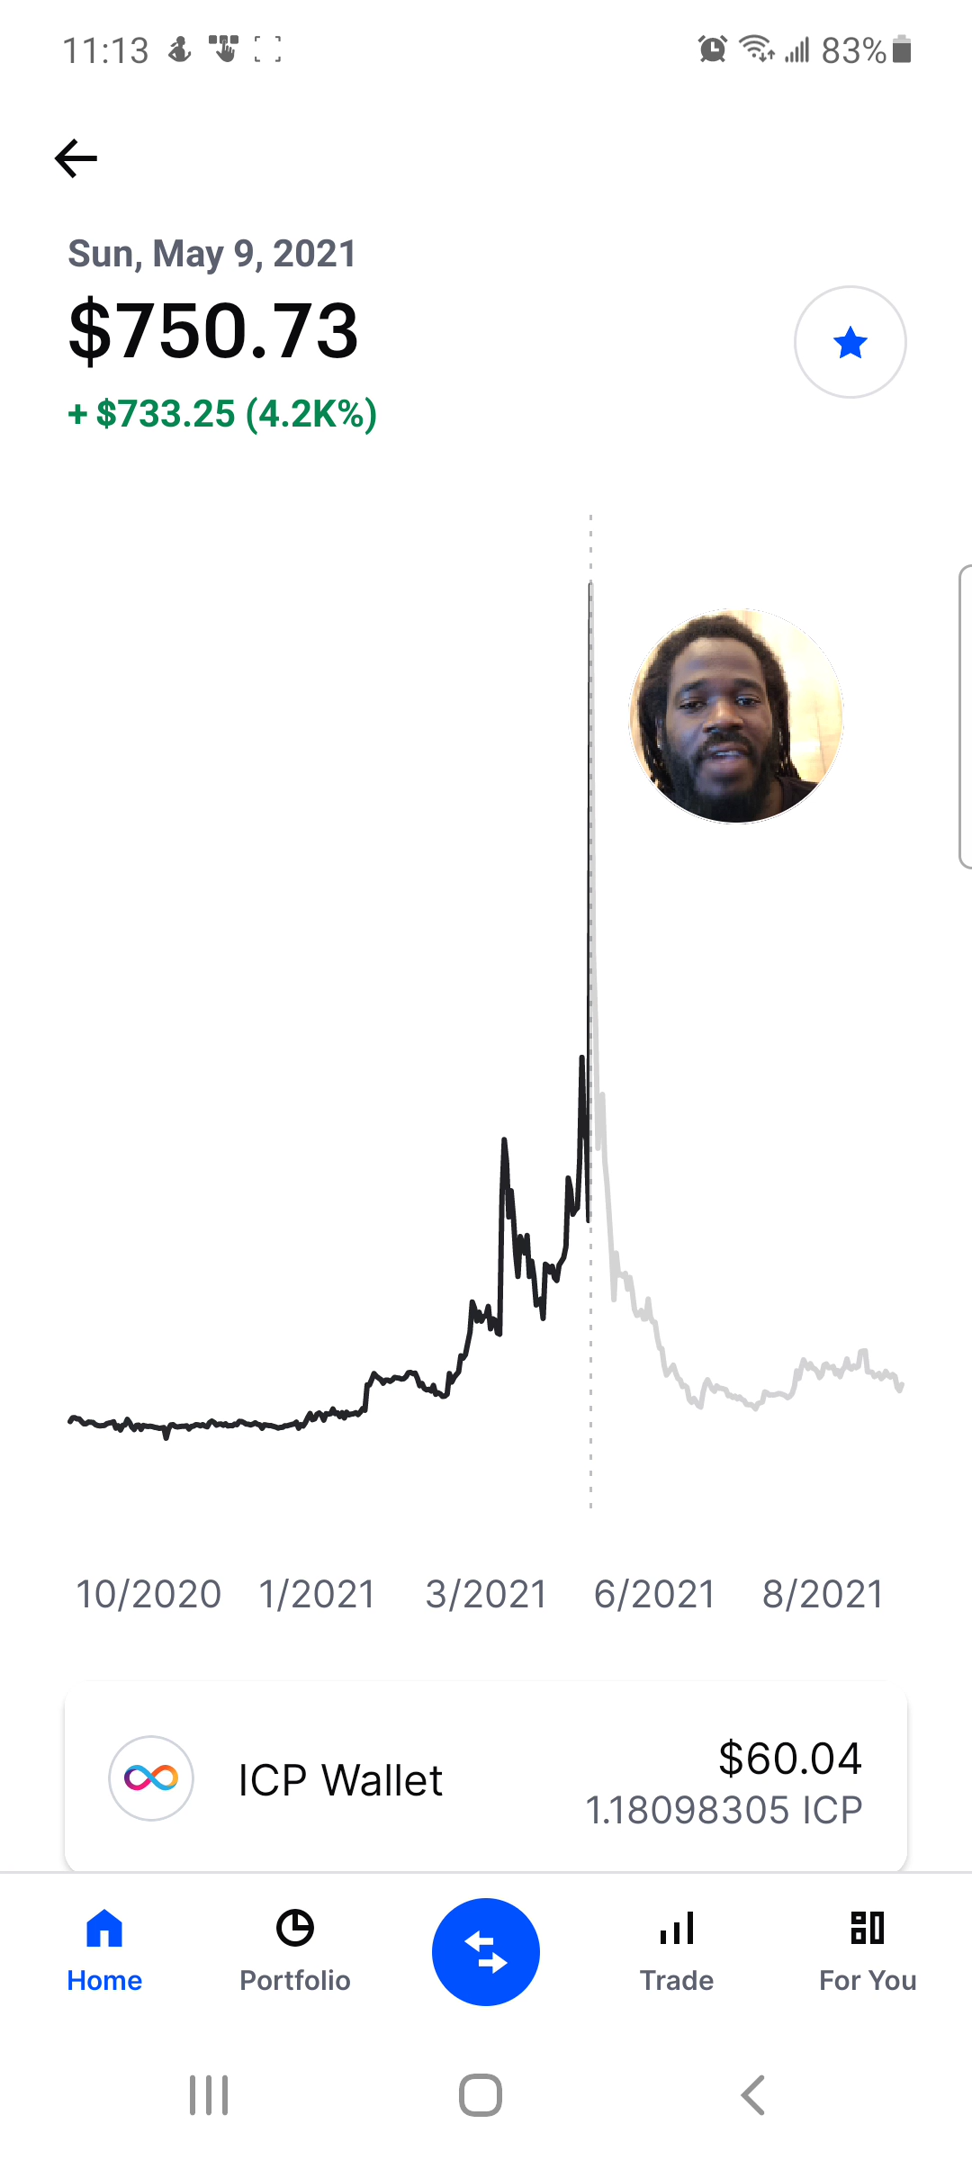 11:13 83%
Sun, May 9, 2021
$750.73
+ $733.25 (4.2K%)
10/2020 1/2021 3/2021 6/2021 8/2021
ICP Wallet $60.04
1.18098305 ICP
Home Portfolio Trade For You